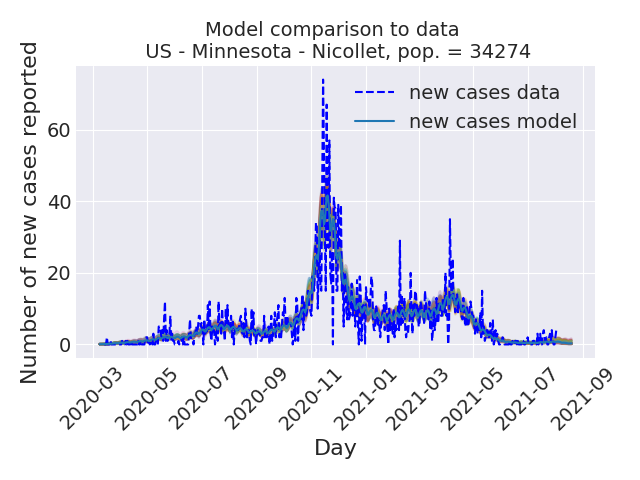 Model comparison to data
US - Minnesota - Nicollet, pop. = 34274
Number of new cases reported
60
40
20
0
new cases data
new cases model
2020-03
2020-05
2020-07
2020-09
2020-11
2021-01
2021-03
2021-05
2021-07
2021-09
Day